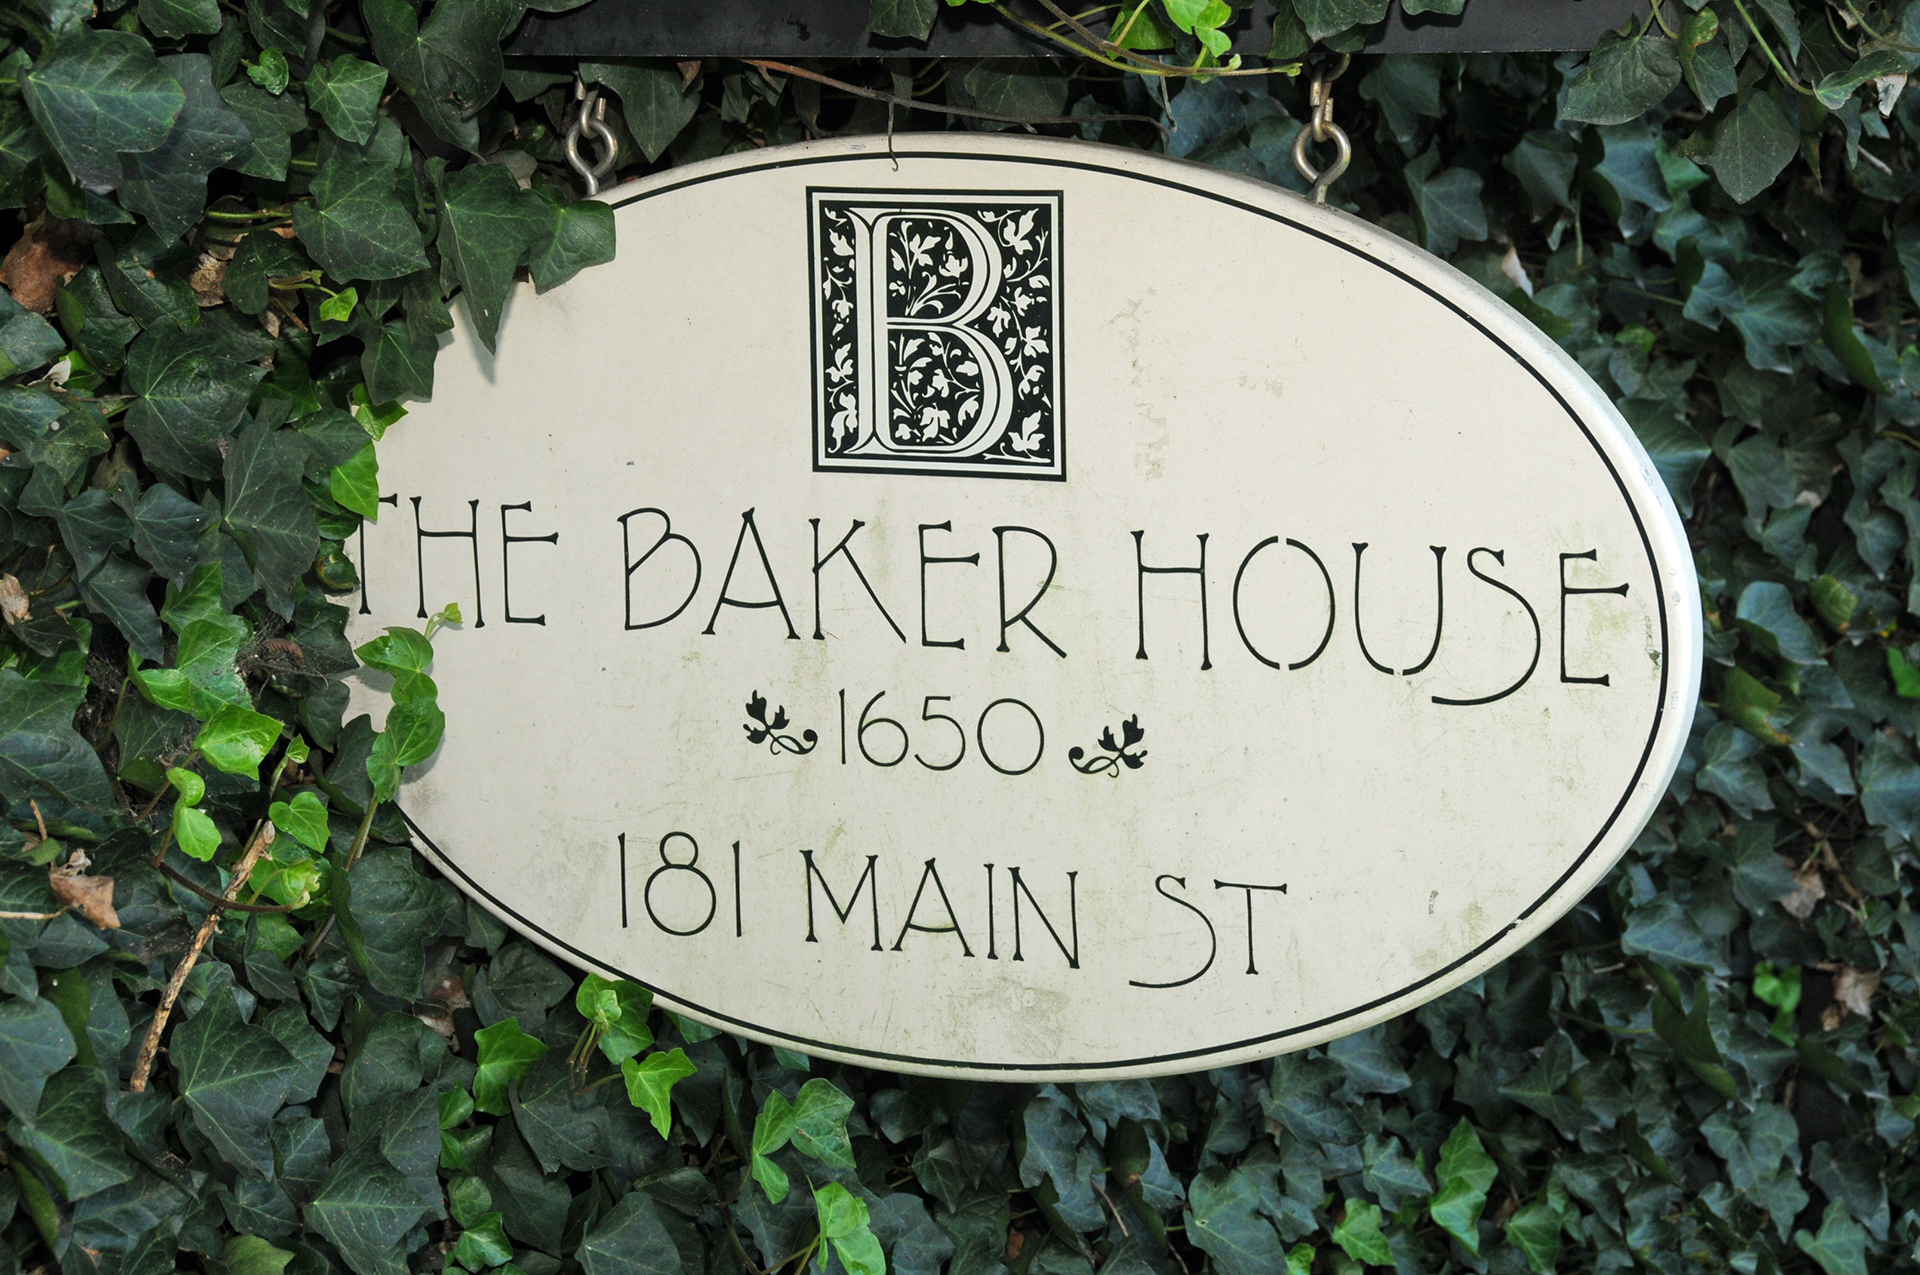 B
THE BAKER HOUSE
1650
181 MAIN ST